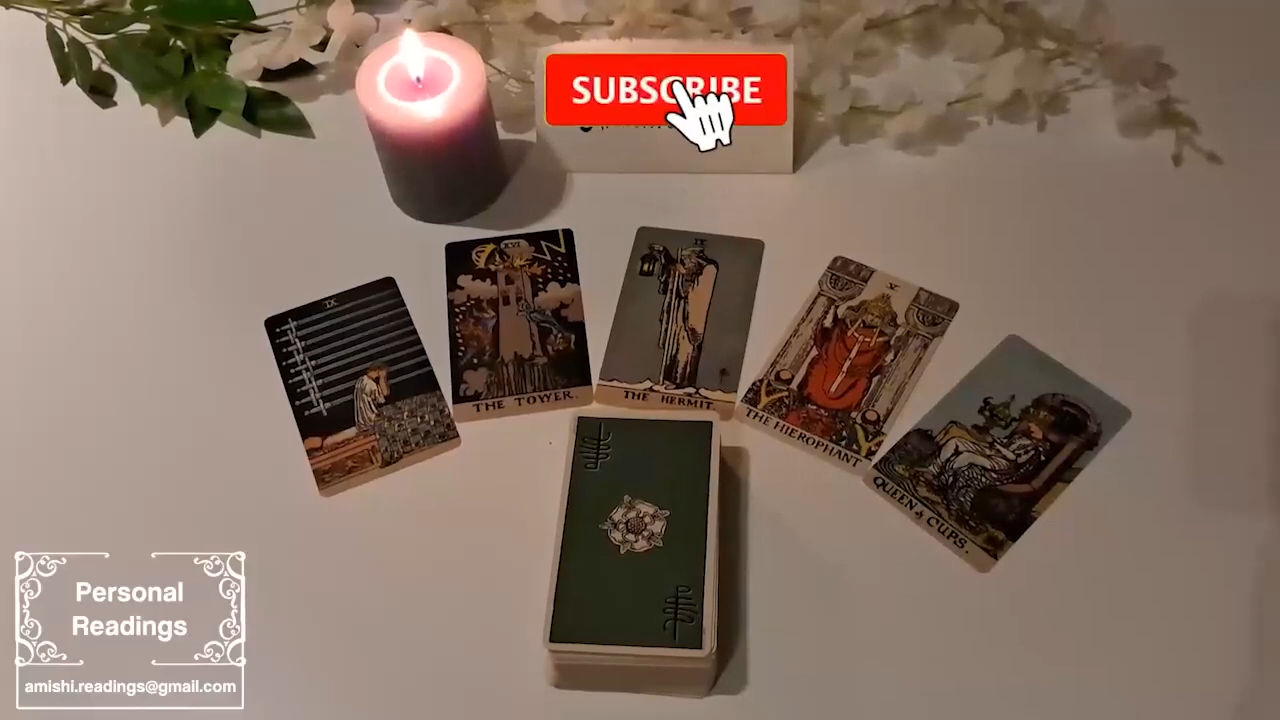 SUBSCRIBE
IX
XVI
THE TOWER.
IX
THE HERMIT.
V
THE HIEROPHANT
QUEEN of CUPS.
Personal
Readings
amishi.readings@gmail.com